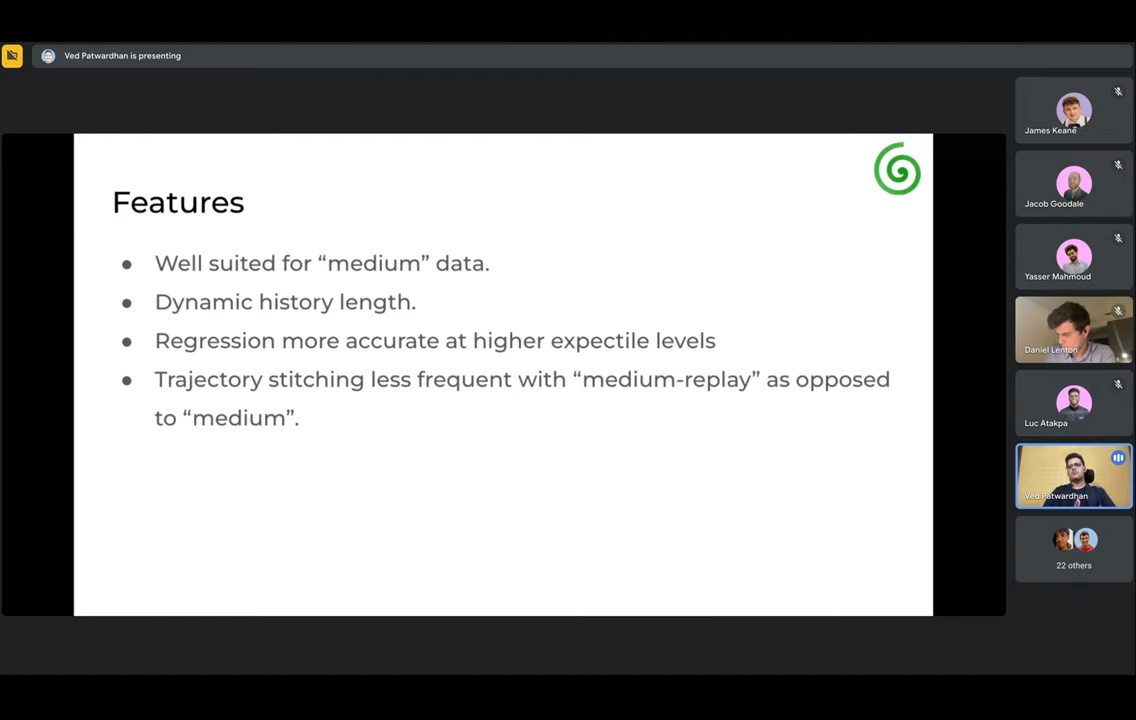 Ved Patwardhan is presenting
Features
● Well suited for “medium” data.
● Dynamic history length.
● Regression more accurate at higher expectile levels
● Trajectory stitching less frequent with “medium-replay” as opposed
to “medium”.
James Keane
Jacob Goodale
Yasser Mahmoud
Daniel Lenton
Luc Atakpa
Ved Patwardhan
22 others